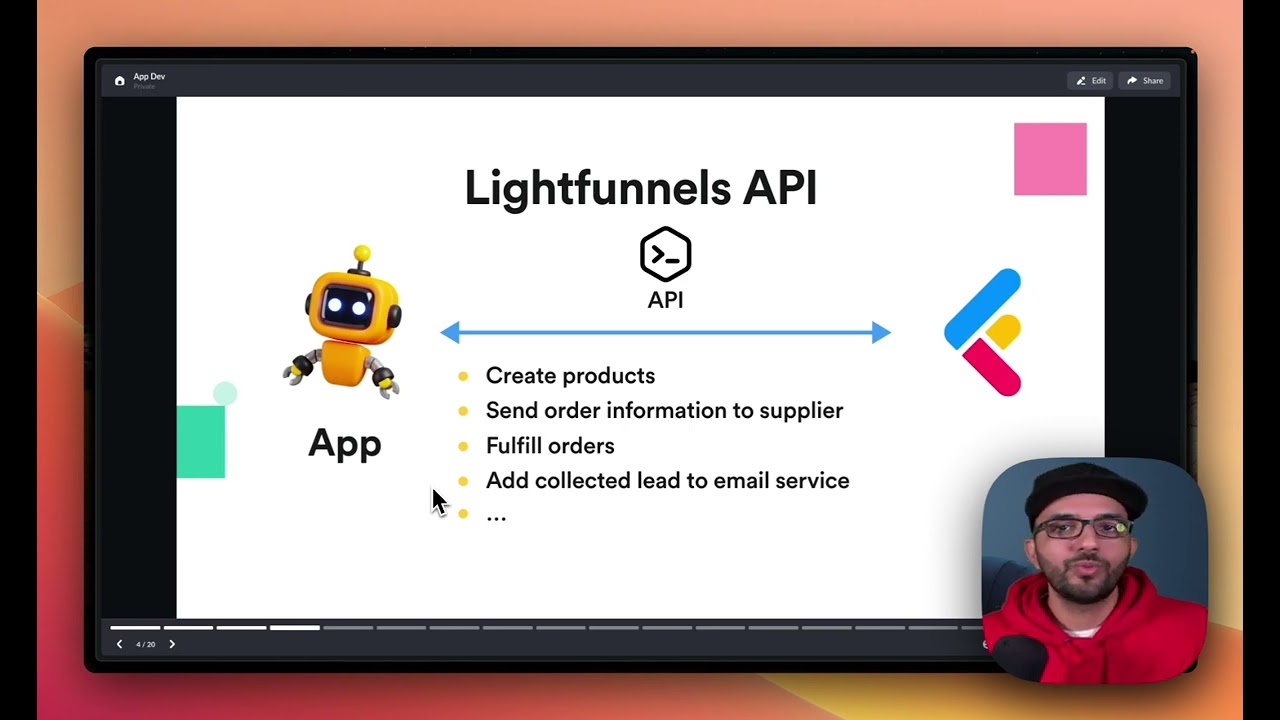 App Dev
Private
Edit
Share
Lightfunnels API
API
App
Create products
Send order information to supplier
Fulfill orders
Add collected lead to email service
...
4 / 20